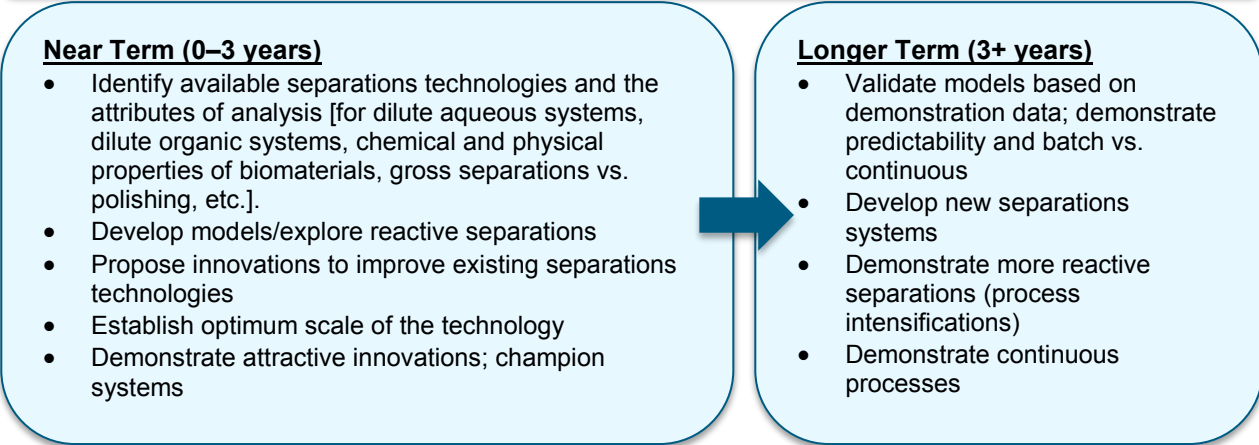 Near Term (0–3 years)
• Identify available separations technologies and the
attributes of analysis [for dilute aqueous systems,
dilute organic systems, chemical and physical
properties of biomaterials, gross separations vs.
polishing, etc.].
• Develop models/explore reactive separations
• Propose innovations to improve existing separations
technologies
• Establish optimum scale of the technology
• Demonstrate attractive innovations; champion
systems
Longer Term (3+ years)
• Validate models based on
demonstration data; demonstrate
predictability and batch vs.
continuous
• Develop new separations
systems
• Demonstrate more reactive
separations (process
intensifications)
• Demonstrate continuous
processes